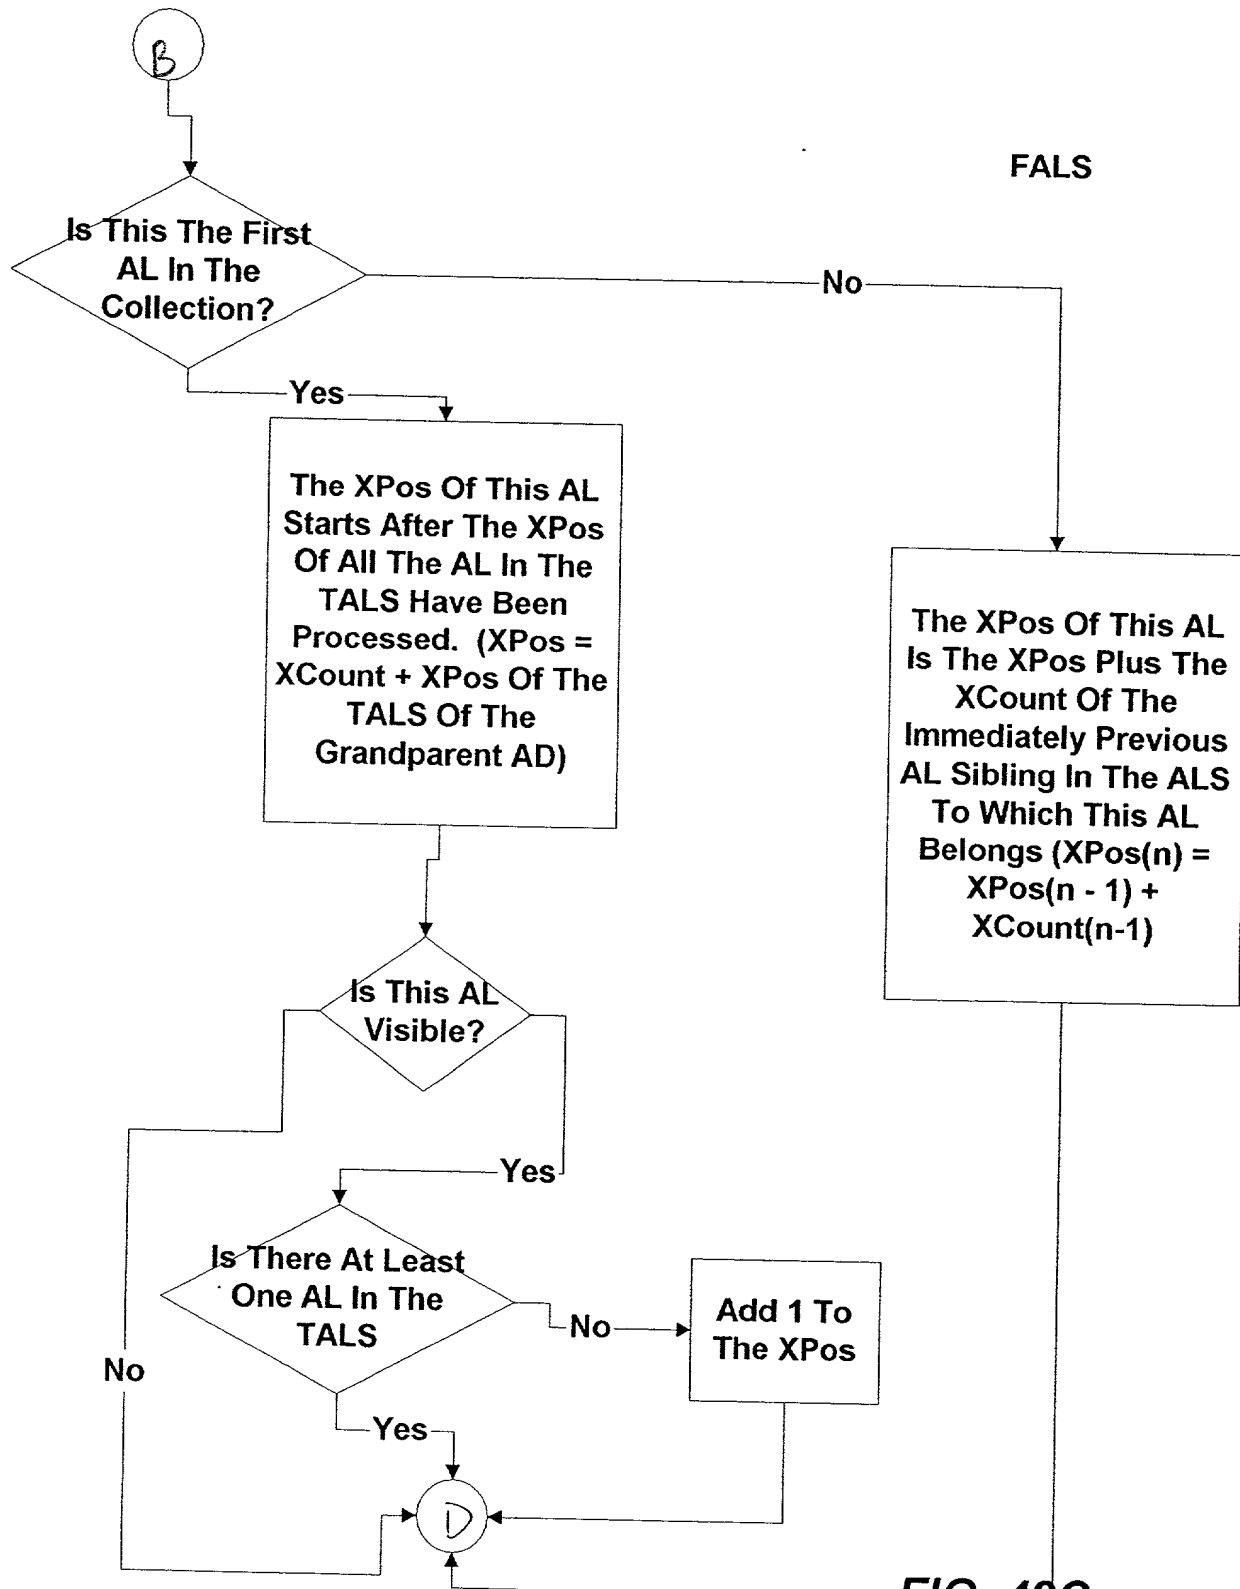 B
FALS
Is This The First
AL In The
Collection?
No
Yes
The XPos Of This AL
Starts After The XPos
Of All The AL In The
TALS Have Been
Processed. (XPos =
XCount + XPos Of The
TALS Of The
Grandparent AD)
The XPos Of This AL
Is The XPos Plus The
XCount Of The
Immediately Previous
AL Sibling In The ALS
To Which This AL
Belongs (XPos(n) =
XPos(n - 1) +
XCount(n-1)
Is This AL
Visible?
Yes
Is There At Least
One AL In The
TALS
No
Add 1 To
The XPos
No
Yes
D
FIG.